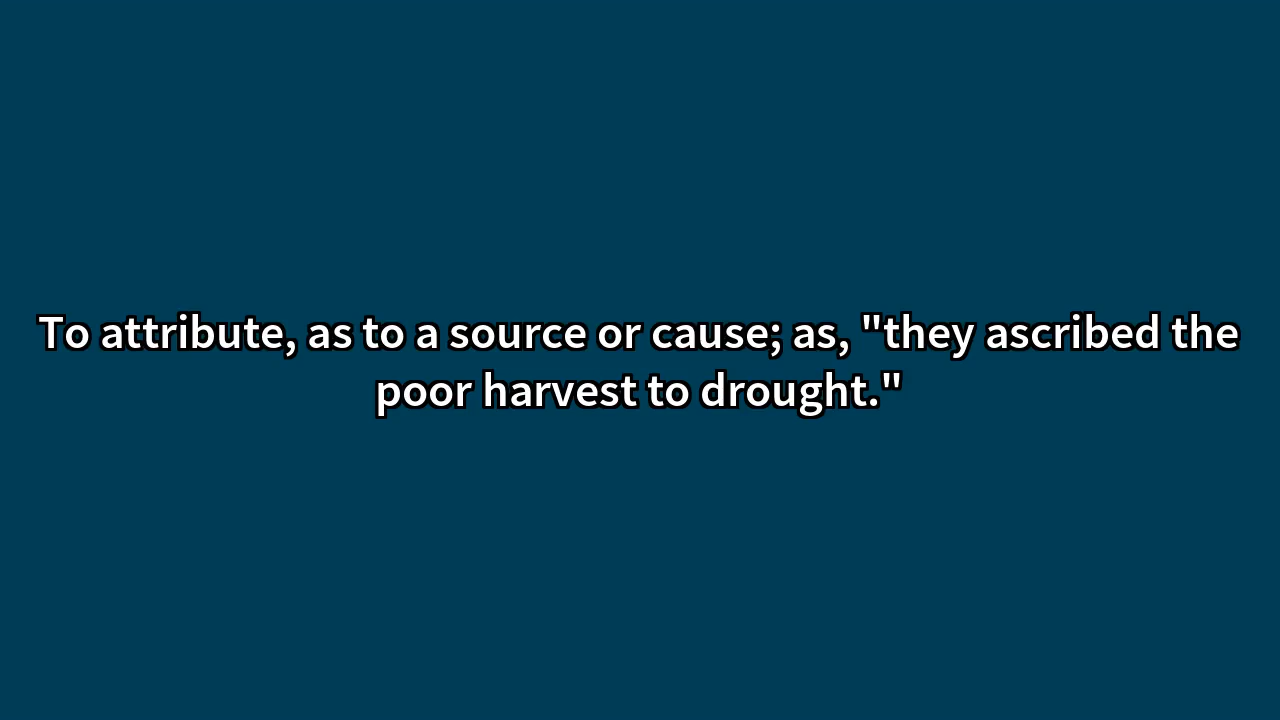 To attribute, as to a source or cause; as, "they ascribed the
poor harvest to drought."